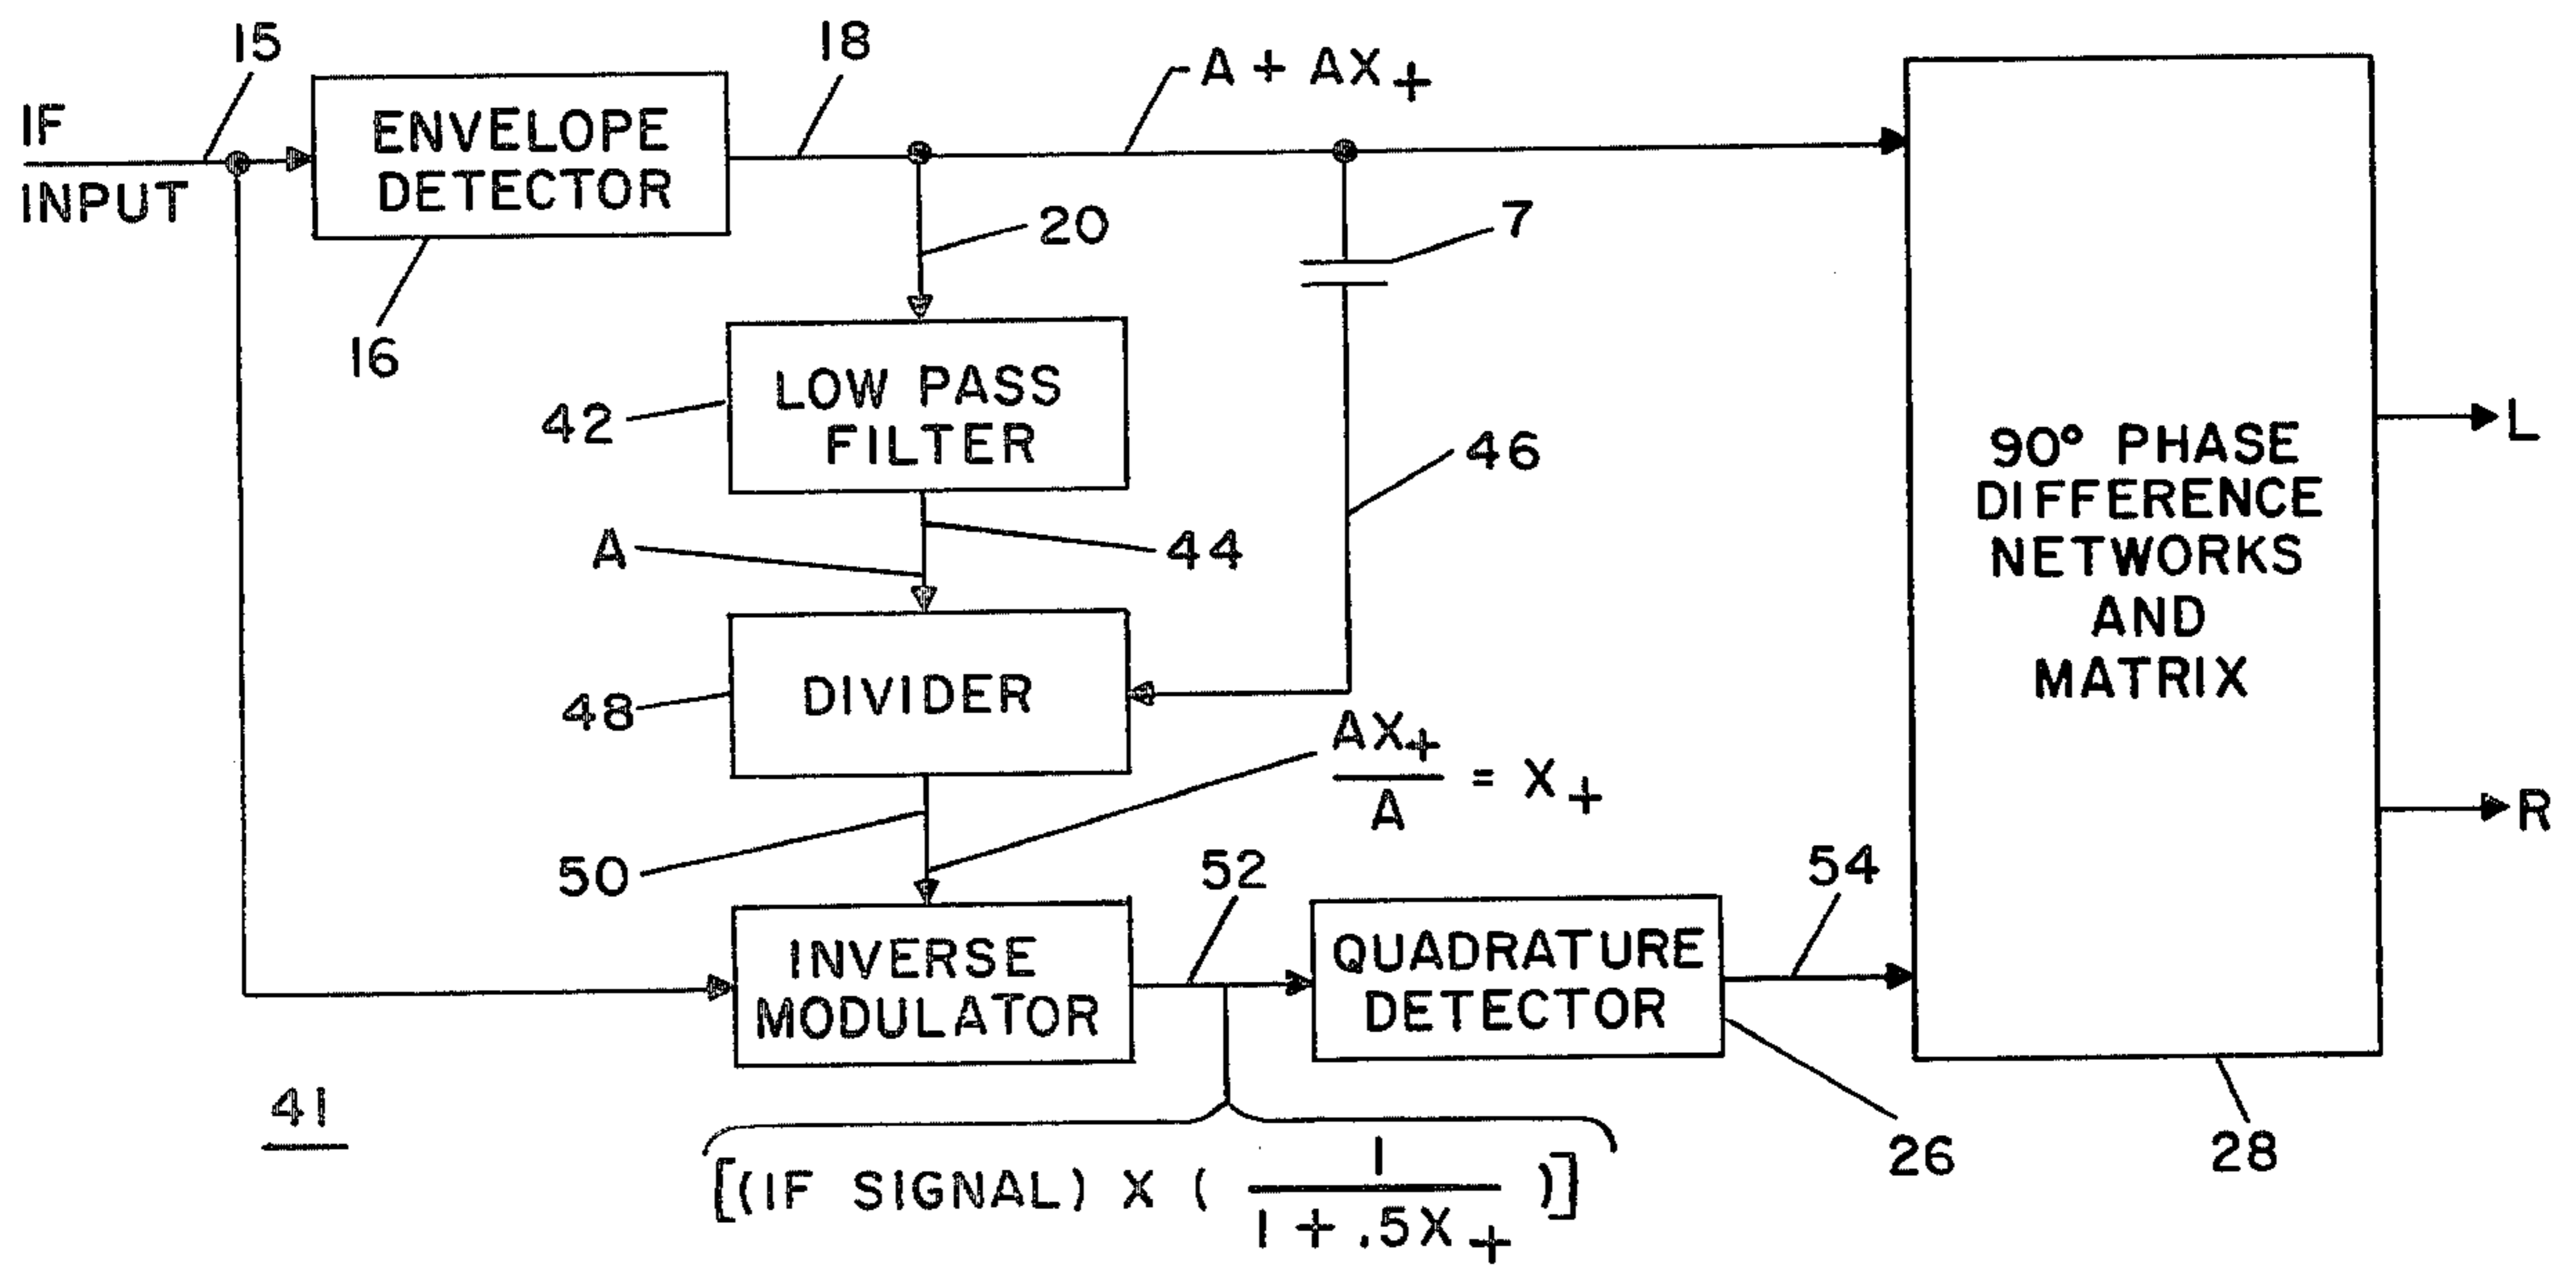 15
18
A + AX+
IF
INPUT
ENVELOPE
DETECTOR
20
7
16
LOW PASS
FILTER
42
46
L
90° PHASE
DIFFERENCE
NETWORKS
AND
MATRIX
A
44
DIVIDER
48
AX+
A
= X+
R
50
52
54
INVERSE
MODULATOR
QUADRATURE
DETECTOR
41
26
28
[(IF SIGNAL) X ( 1
1 + .5X+ )]